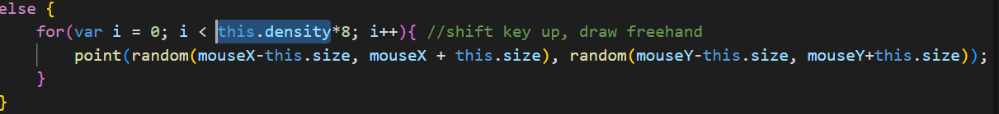 else {
for(var i = 0; i < this.density*8; i++){ //shift key up, draw freehand
point(random(mouseX-this.size, mouseX + this.size), random(mouseY-this.size, mouseY+this.size));
}
}